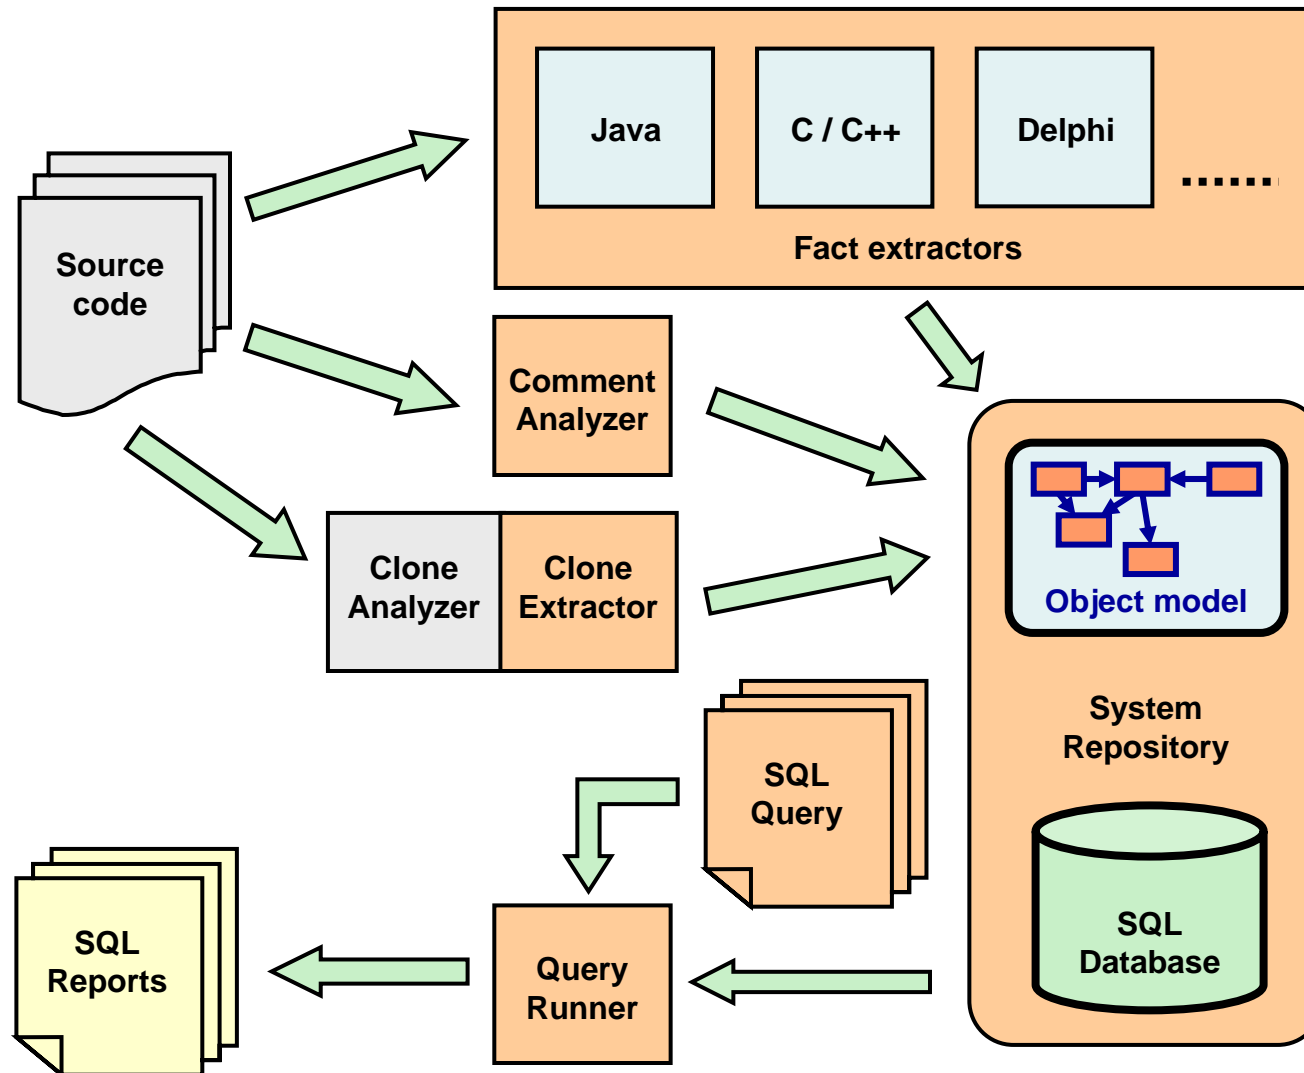 Java
C / C++
Delphi
.......
Fact extractors
Source
code
Comment
Analyzer
Clone
Analyzer
Clone
Extractor
Object model
System
Repository
SQL
Query
SQL
Database
Query
Runner
SQL
Reports